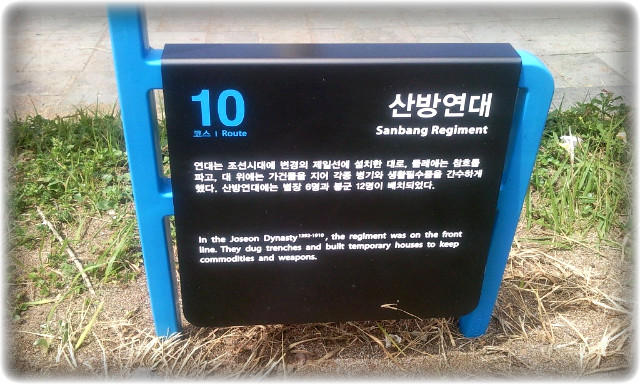 10
코스 | Route
산방연대
Sanbang Regiment
연대는 조선시대에 변경의 제일선에 설치한 대로, 둘레에는 참호를
파고, 대 위에는 가건물을 지어 각종 병기와 생활필수품을 간수하게
했다. 산방연대에는 별장 6명과 봉군 12명이 배치되었다.
In the Joseon Dynasty 1392-1910, the regiment was on the front
line. They dug trenches and built temporary houses to keep
commodities and weapons.